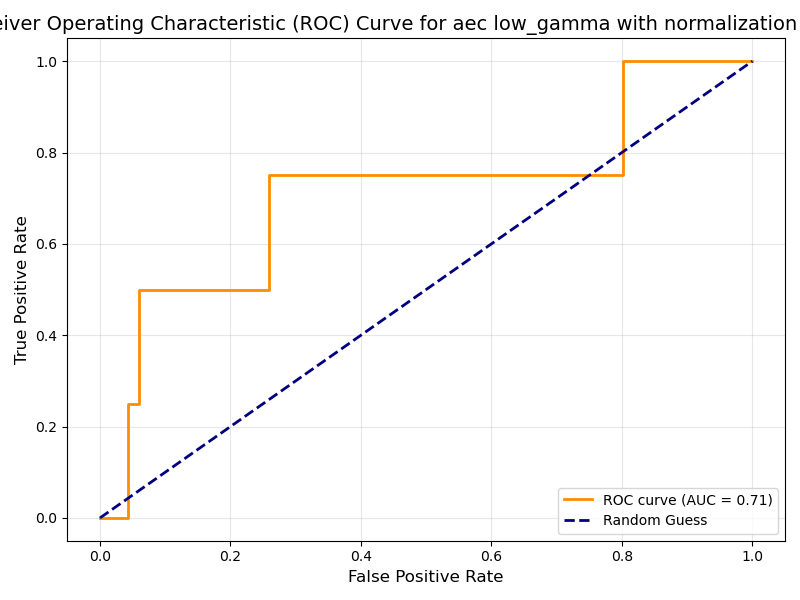 eiver Operating Characteristic (ROC) Curve for aec low_gamma with normalization
1.0
0.8
0.6
0.4
0.2
0.0
True Positive Rate
0.0 0.2 0.4 0.6 0.8 1.0
False Positive Rate
ROC curve (AUC = 0.71)
Random Guess